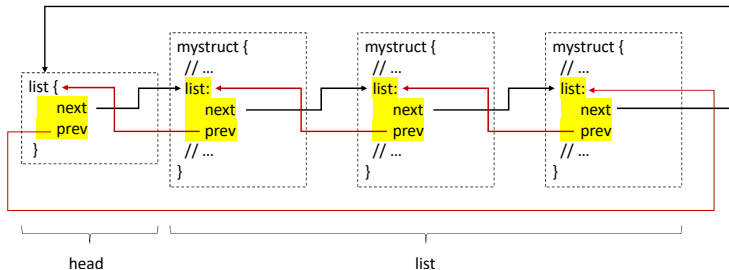 list {
next
prev
}
mystruct {
// ...
list:
next
prev
// ...
}
mystruct {
// ...
list:
next
prev
// ...
}
mystruct {
// ...
list:
next
prev
// ...
}
head
list